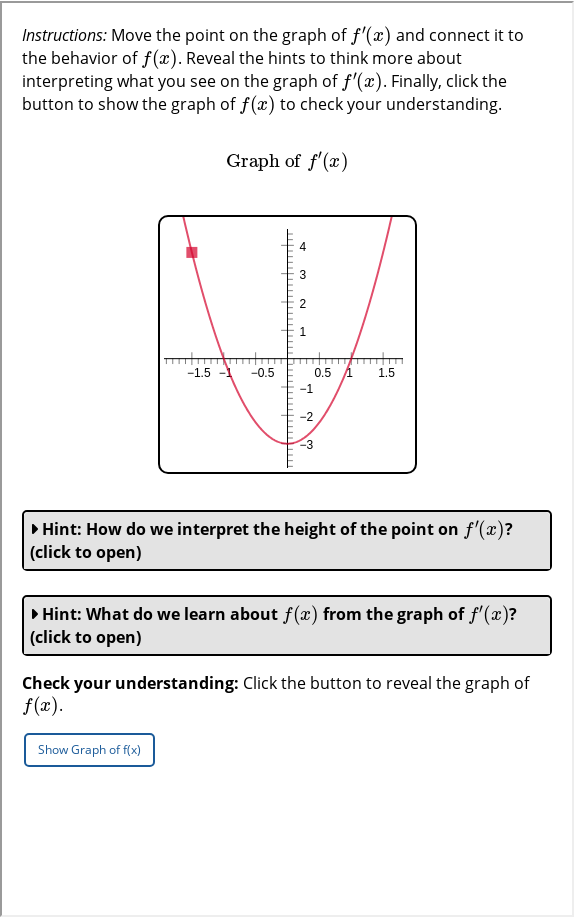 Instructions: Move the point on the graph of f′(x) and connect it to
the behavior of f(x). Reveal the hints to think more about
interpreting what you see on the graph of f′(x). Finally, click the
button to show the graph of f(x) to check your understanding.
Graph of f′(x)
4
3
2
1
−1.5 −1 −0.5 0.5 1 1.5
−1
−2
−3
Hint: How do we interpret the height of the point on f′(x)?
(click to open)
Hint: What do we learn about f(x) from the graph of f′(x)?
(click to open)
Check your understanding: Click the button to reveal the graph of
f(x).
Show Graph of f(x)